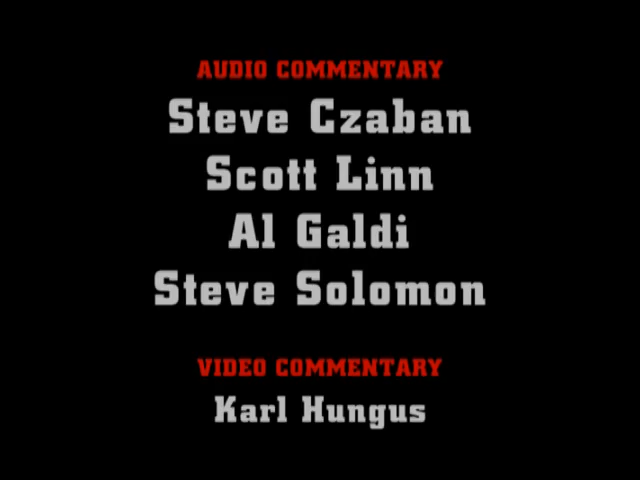 AUDIO COMMENTARY
Steve Czaban
Scott Linn
Al Galdi
Steve Solomon
VIDEO COMMENTARY
Karl Hungus